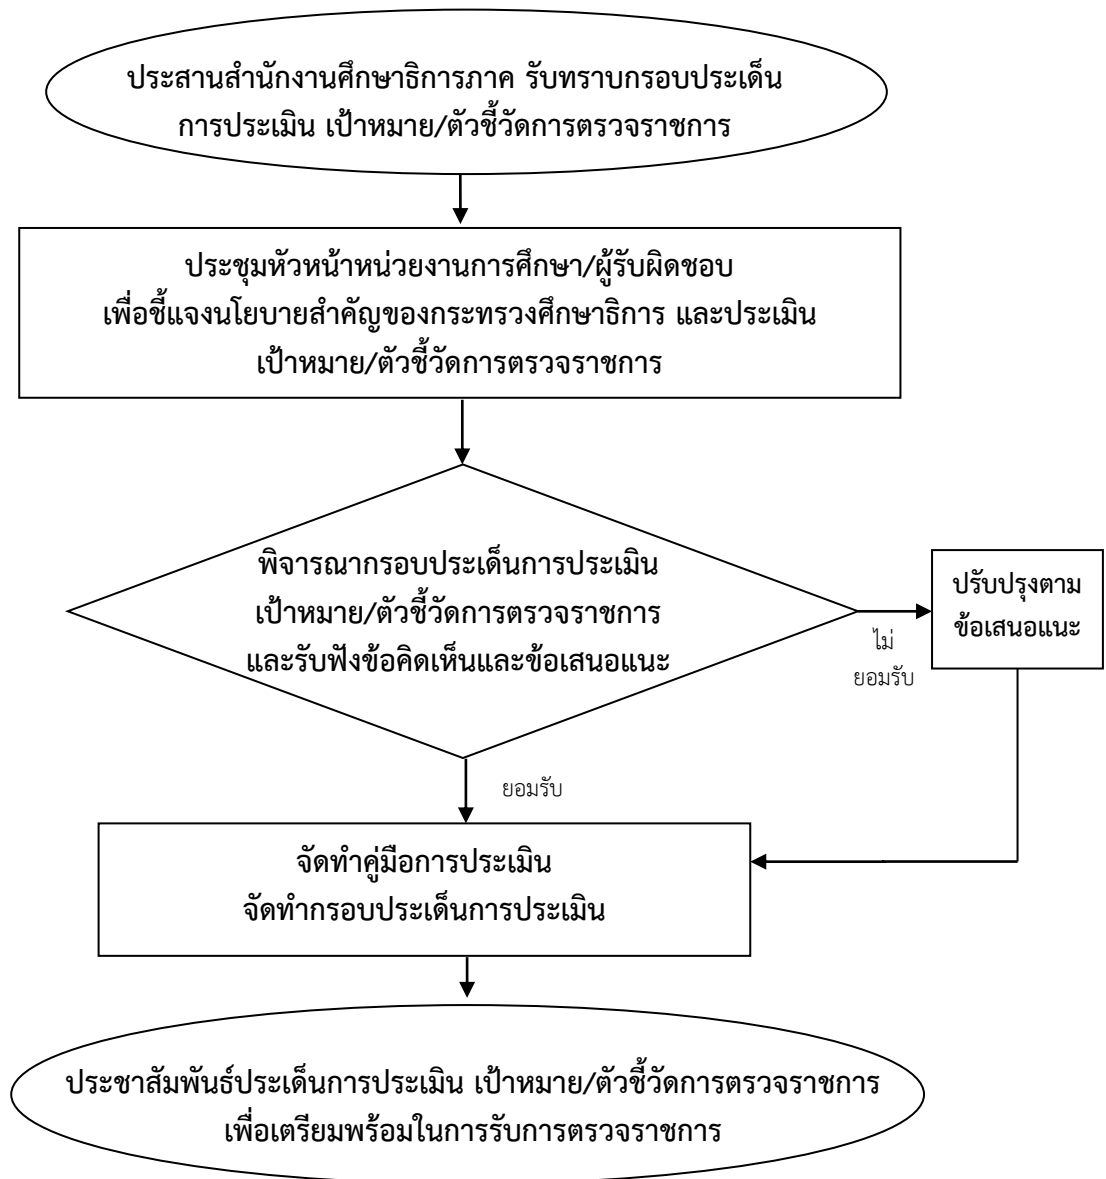 ประสานสำนักงานศึกษาธิการภาค รับทราบกรอบประเด็น
การประเมิน เป้าหมาย/ตัวชี้วัดการตรวจราชการ
ประชุมหัวหน้าหน่วยงานการศึกษา/ผู้รับผิดชอบ
เพื่อชี้แจงนโยบายสำคัญของกระทรวงศึกษาธิการ และประเมิน
เป้าหมาย/ตัวชี้วัดการตรวจราชการ
พิจารณากรอบประเด็นการประเมิน
เป้าหมาย/ตัวชี้วัดการตรวจราชการ
และรับฟังข้อคิดเห็นและข้อเสนอแนะ
ไม่
ยอมรับ
ปรับปรุงตาม
ข้อเสนอแนะ
ยอมรับ
จัดทำคู่มือการประเมิน
จัดทำกรอบประเด็นการประเมิน
ประชาสัมพันธ์ประเด็นการประเมิน เป้าหมาย/ตัวชี้วัดการตรวจราชการ
เพื่อเตรียมพร้อมในการรับการตรวจราชการ